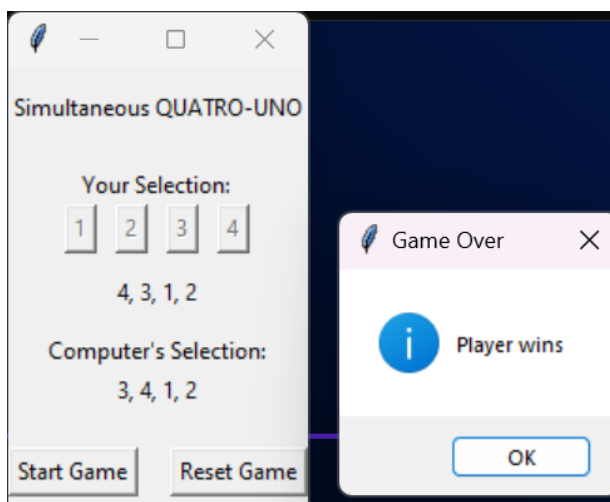 Simultaneous QUATRO-UNO
Your Selection:
1 2 3 4
4, 3, 1, 2
Computer's Selection:
3, 4, 1, 2
Start Game Reset Game
Game Over
Player wins
OK